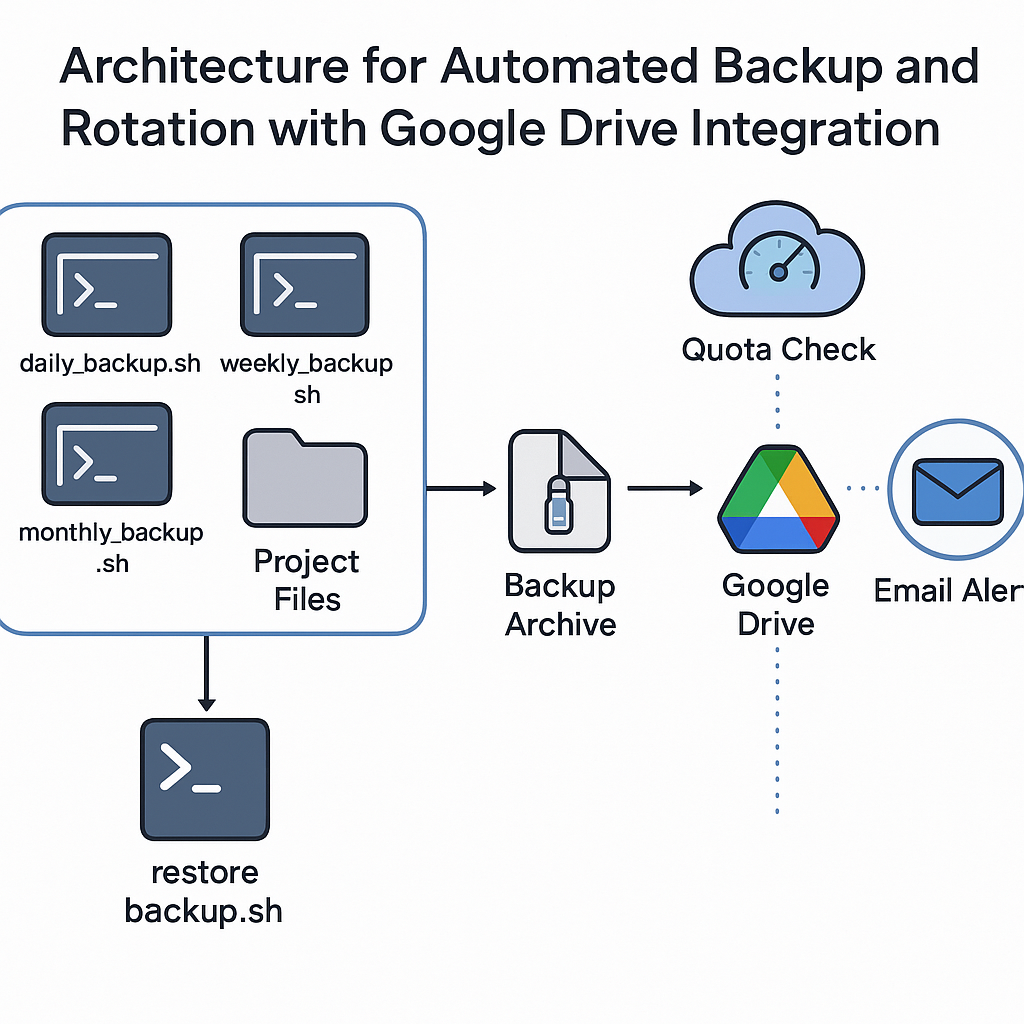 Architecture for Automated Backup and
Rotation with Google Drive Integration
daily_backup.sh
weekly_backup
sh
monthly_backup
.sh
Project
Files
Quota Check
Backup
Archive
Google
Drive
Email Aler
restore
backup.sh